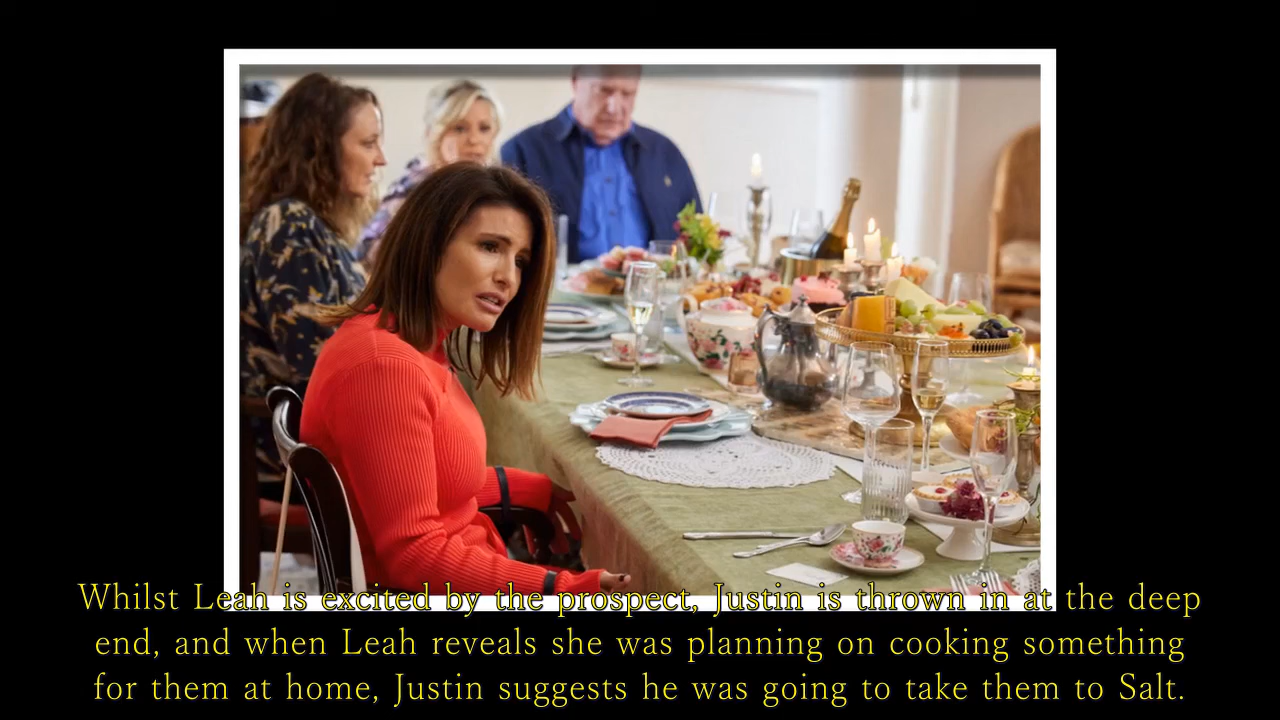 Whilst Leah is excited by the prospect, Justin is thrown in at the deep
end, and when Leah reveals she was planning on cooking something
for them at home, Justin suggests he was going to take them to Salt.